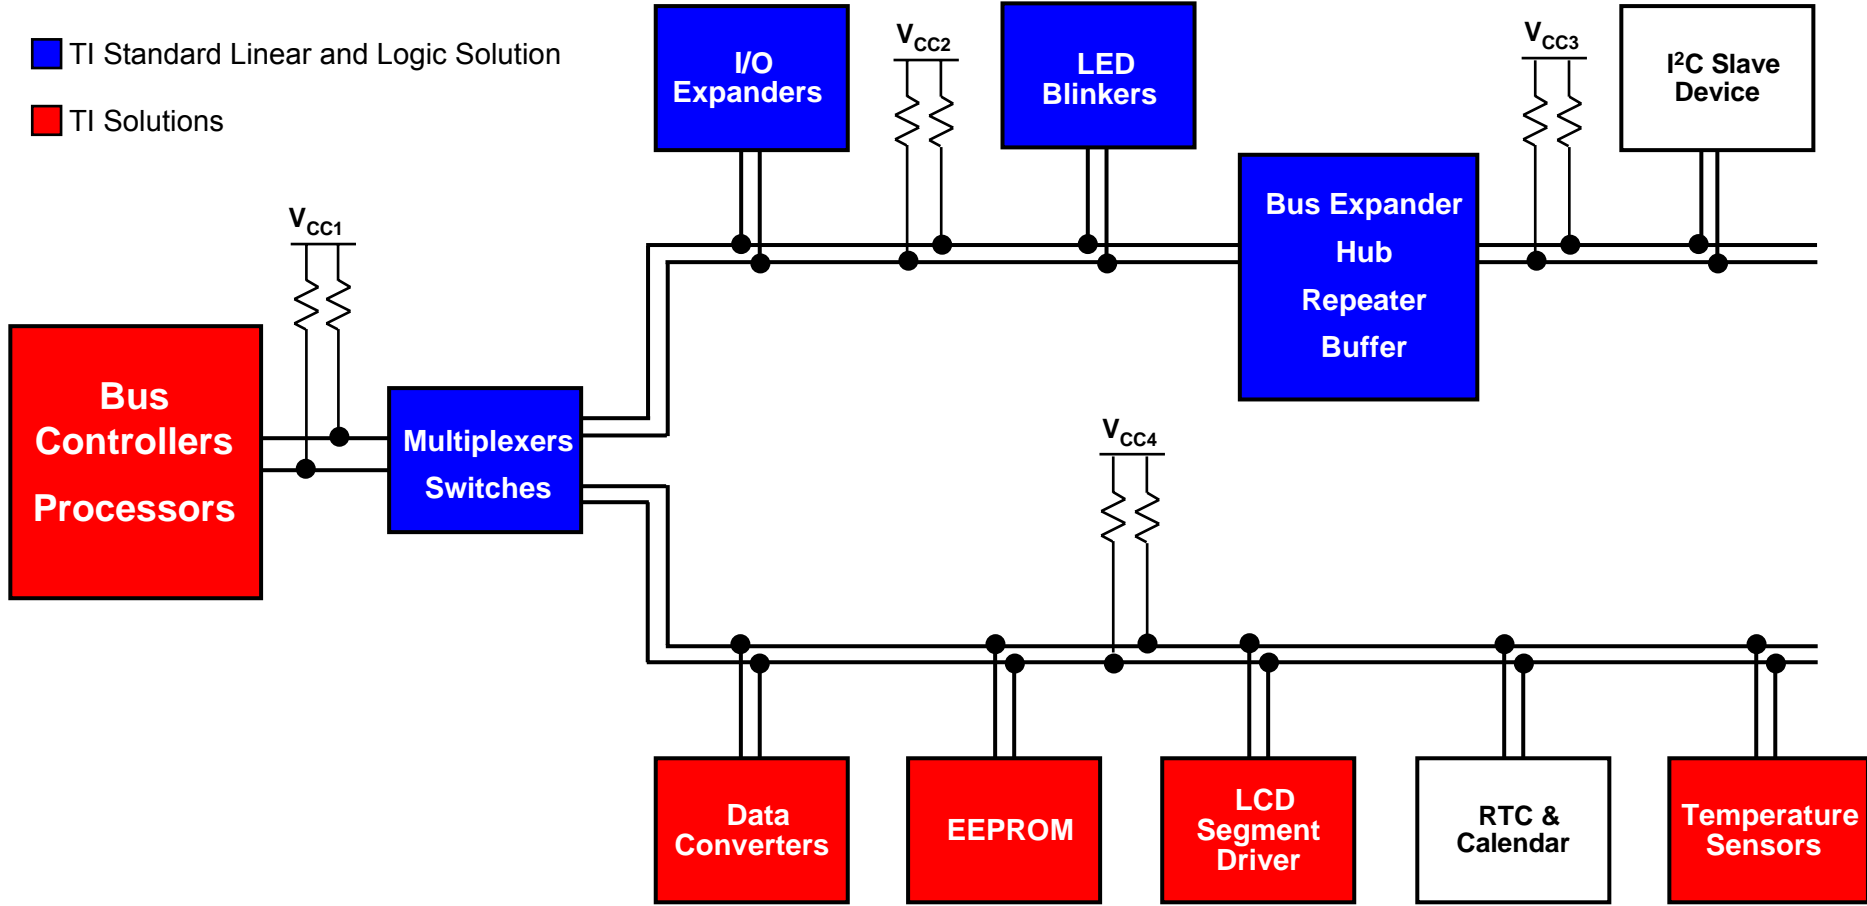 TI Standard Linear and Logic Solution
TI Solutions
I/O
Expanders
VCC2
LED
Blinkers
VCC3
I²C Slave
Device
VCC1
Bus Expander
Hub
Repeater
Buffer
Bus
Controllers
Processors
Multiplexers
Switches
VCC4
Data
Converters
EEPROM
LCD
Segment
Driver
RTC &
Calendar
Temperature
Sensors